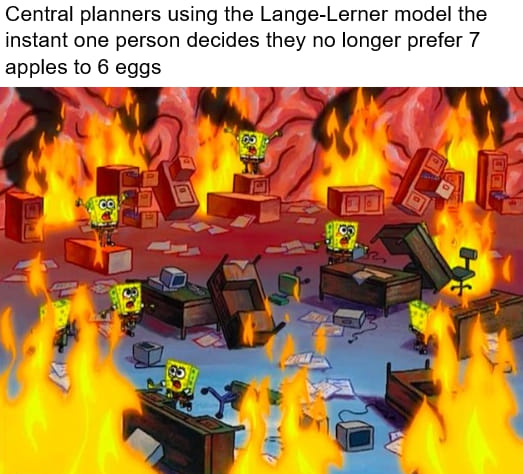 Central planners using the Lange-Lerner model the
instant one person decides they no longer prefer 7
apples to 6 eggs